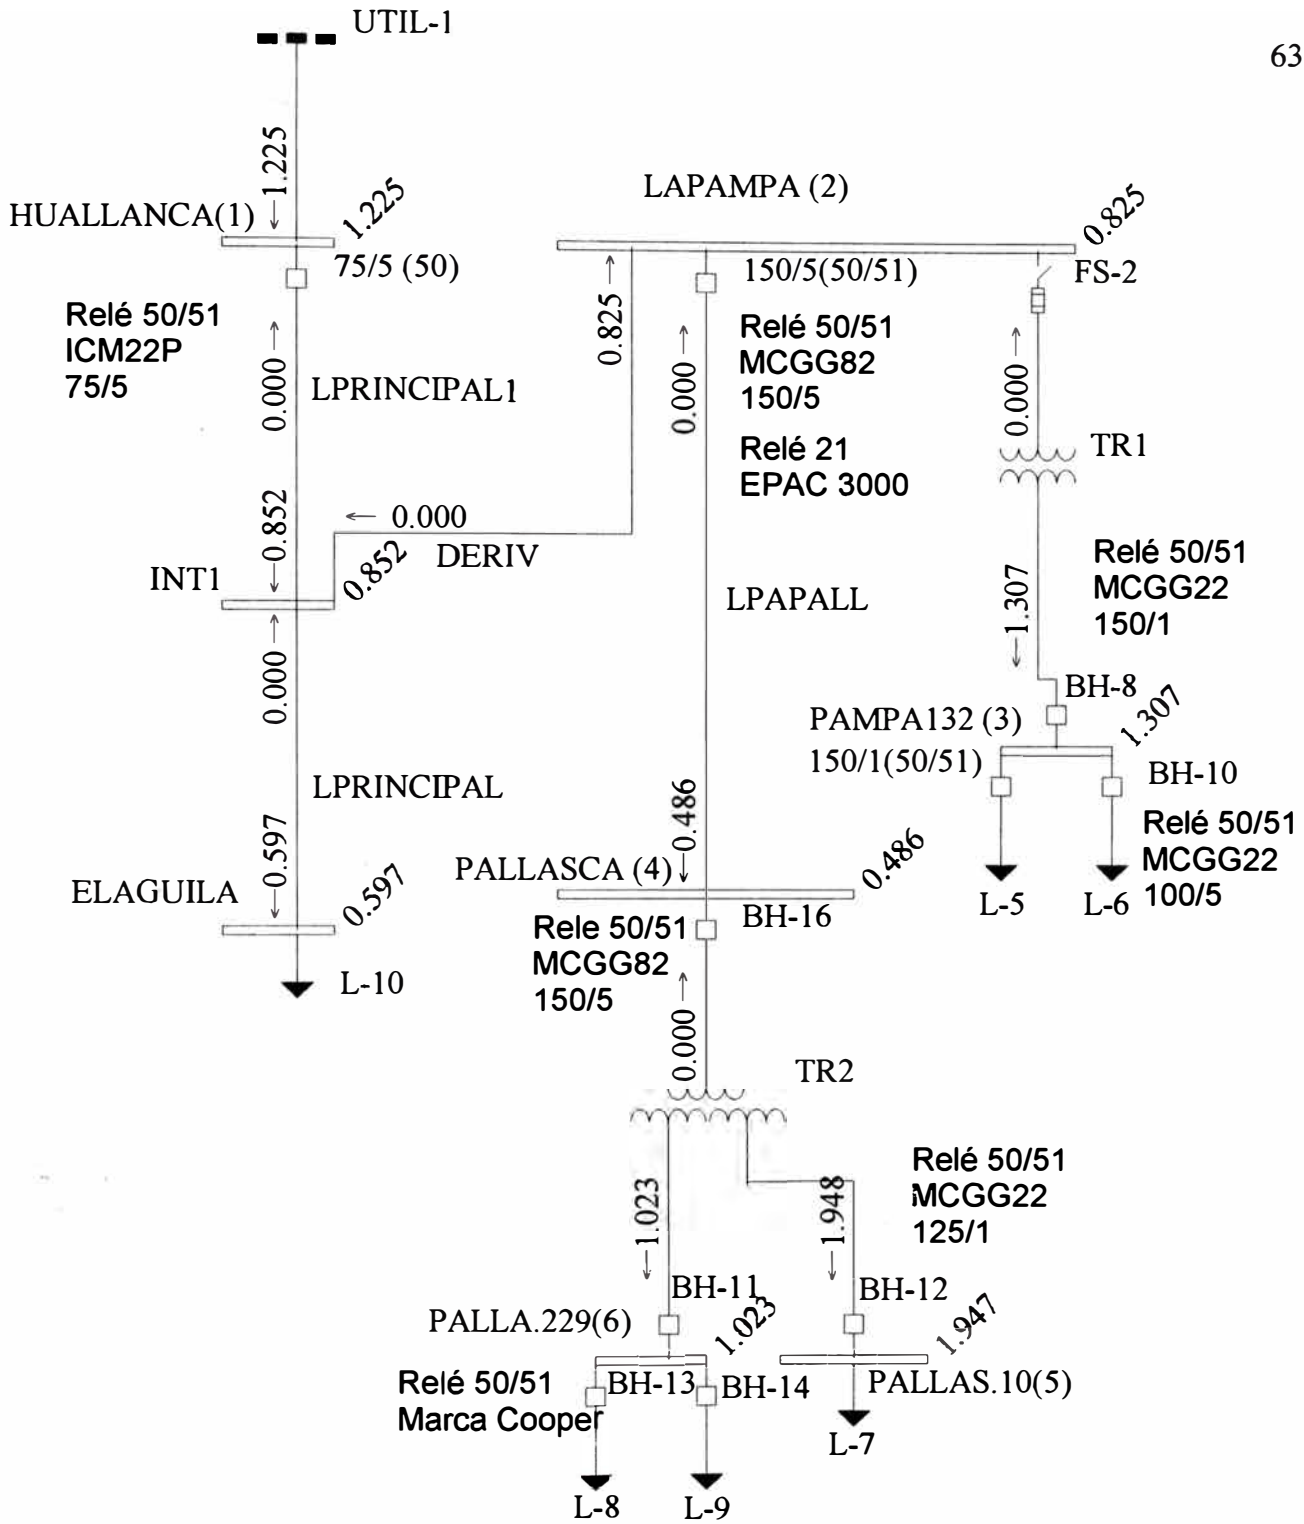 UTIL-1
63
1.225
LAPAMPA (2)
HUALLANCA(1)
1.225
0.825
75/5 (50)
150/5(50/51)
FS-2
Relé 50/51
ICM22P
75/5
0.000
LPRINCIPAL1
0.825
0.000
Relé 50/51
MCGG82
150/5
Relé 21
EPAC 3000
0.000
TR1
0.852
0.000
DERIV
INT1
0.852
LPAPALL
1.307
Relé 50/51
MCGG22
150/1
0.000
BH-8
PAMPA132 (3)
1.307
150/1(50/51)
BH-10
LPRINCIPAL
0.486
Relé 50/51
MCGG22
100/5
0.597
PALLASCA (4)
0.486
ELAGUILA
0.597
L-5
L-6
BH-16
Rele 50/51
MCGG82
150/5
L-10
0.000
TR2
Relé 50/51
MCGG22
125/1
1.023
1.948
BH-11
BH-12
PALLA.229(6)
1.023
1.947
Relé 50/51
Marca Cooper
BH-13
BH-14
PALLAS.10(5)
L-7
L-8
L-9